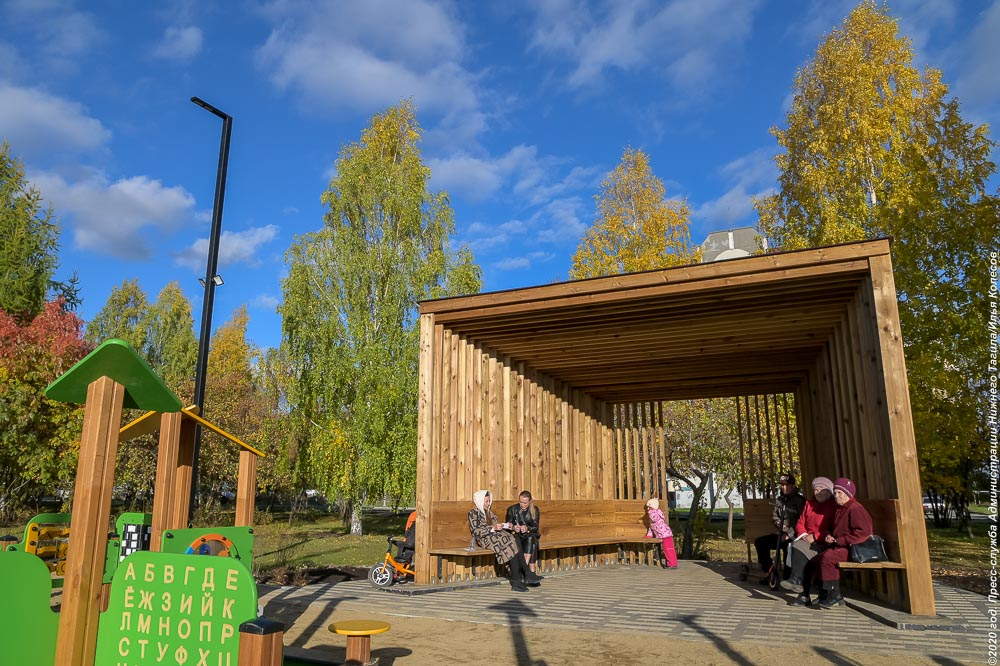 АБВГДЕ
ЁЖЗИЙК
ЛМНОПР
СТУФХЦ
©2020 год. Пресс-служба Администрации Нижнего Тагила/Илья Колесов